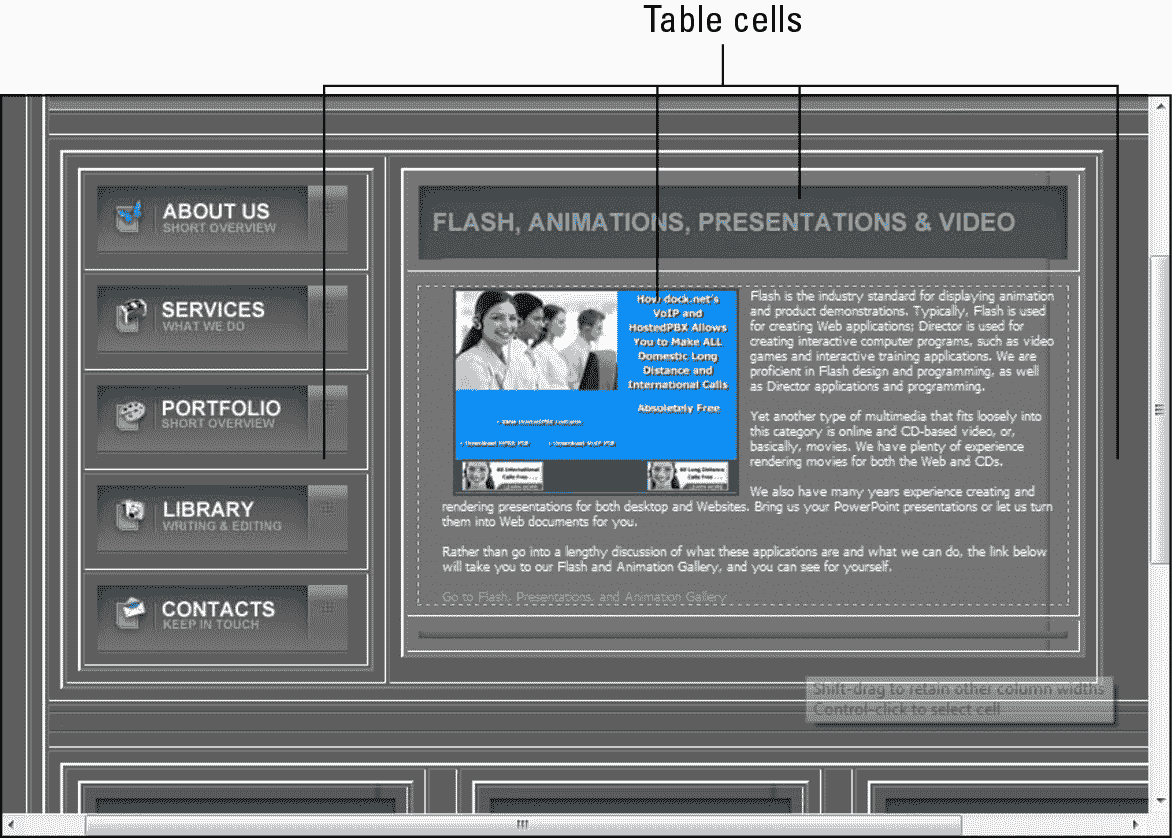 Table cells
ABOUT US
SHORT OVERVIEW
SERVICES
WHAT WE DO
PORTFOLIO
SHORT OVERVIEW
LIBRARY
WRITING & EDITING
CONTACTS
KEEP IN TOUCH
FLASH, ANIMATIONS, PRESENTATIONS & VIDEO
How dock.net's
VoIP and
HostedPBX Allows
You to Make ALL
Domestic Long
Distance and
International Calls
Absolutely Free
Flash is the industry standard for displaying animation
and product demonstrations. Typically, Flash is used
for creating Web applications; Director is used for
creating interactive computer programs, such as video
games and interactive training applications. We are
proficient in Flash design and programming, as well
as Director applications and programming.
Yet another type of multimedia that fits loosely into
this category is online and CD-based video, or,
basically, movies. We have plenty of experience
rendering movies for both the Web and CDs.
We also have many years experience creating and
rendering presentations for both desktop and Websites. Bring us your PowerPoint presentations or let us turn
them into Web documents for you.
Rather than go into a lengthy discussion of what these applications are and what we can do, the link below
will take you to our Flash and Animation Gallery, and you can see for yourself.
Go to Flash, Presentations, and Animation Gallery
Shift-drag to retain other column widths
Control-click to select cell